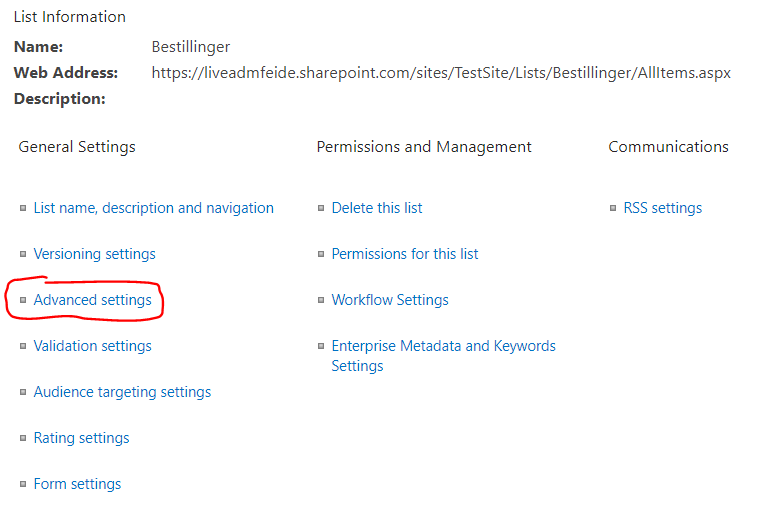 List Information
Name: Bestillinger
Web Address: https://liveadmfeide.sharepoint.com/sites/TestSite/Lists/Bestillinger/AllItems.aspx
Description:
General Settings
List name, description and navigation
Versioning settings
Advanced settings
Validation settings
Audience targeting settings
Rating settings
Form settings
Permissions and Management
Delete this list
Permissions for this list
Workflow Settings
Enterprise Metadata and Keywords
Settings
Communications
RSS settings